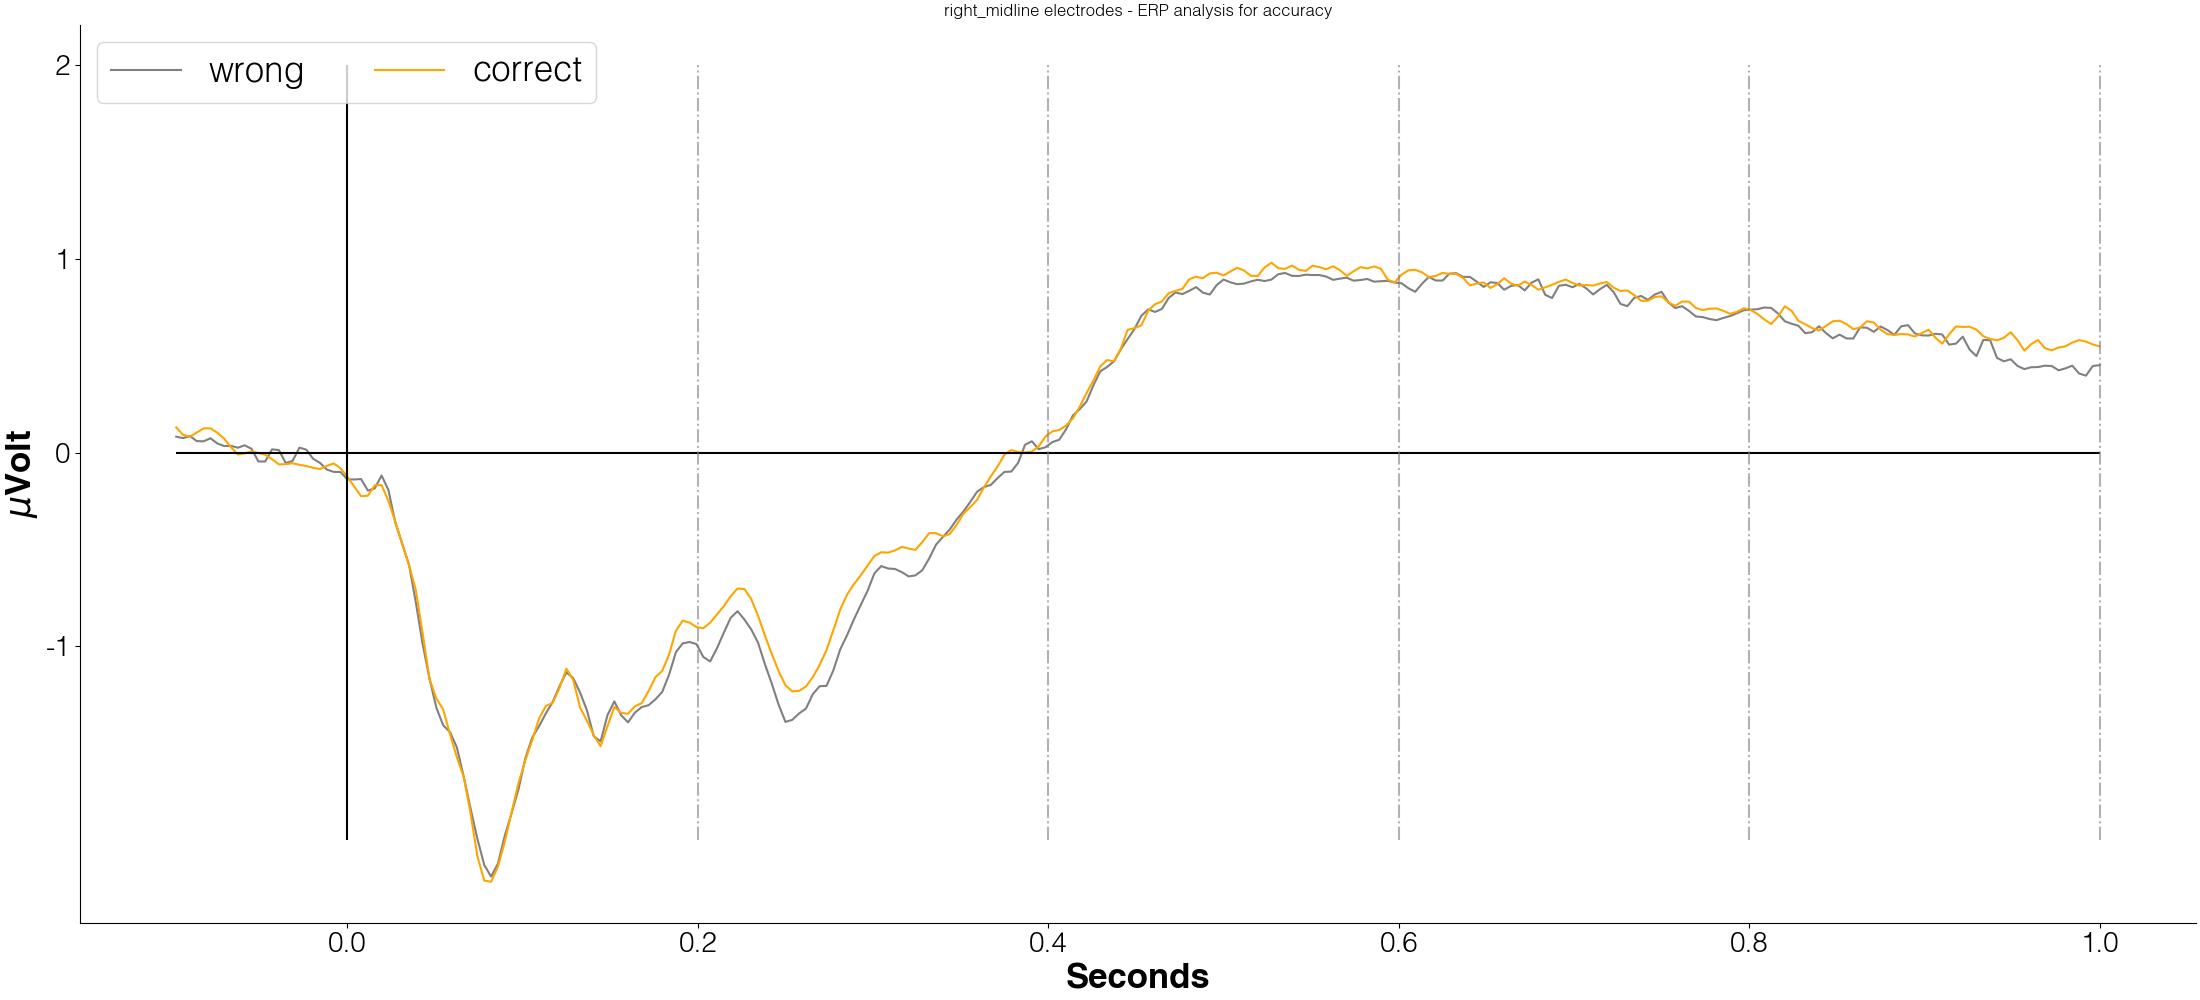 right_midline electrodes - ERP analysis for accuracy
wrong
correct
2
1
0
-1
μVolt
0.0
0.2
0.4
0.6
0.8
1.0
Seconds